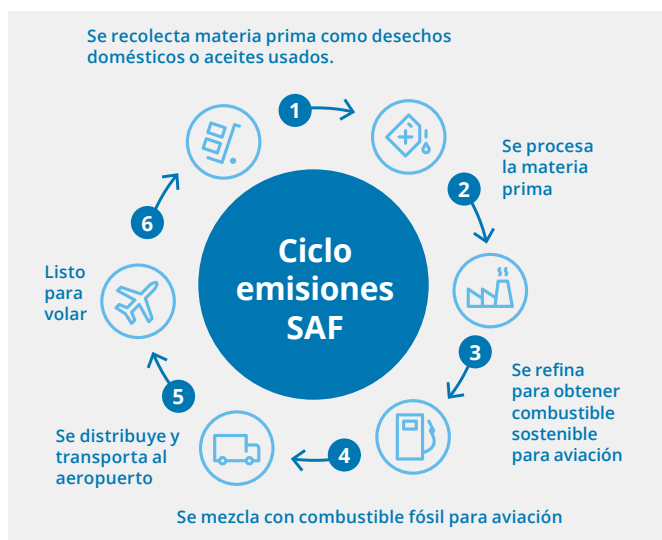 Se recolecta materia prima como desechos
domésticos o aceites usados.
1
Se procesa
la materia
prima
2
Ciclo
emisiones
SAF
6
Listo
para
volar
3
Se refina
para obtener
combustible
sostenible
para aviación
5
Se distribuye y
transporta al
aeropuerto
4
Se mezcla con combustible fósil para aviación